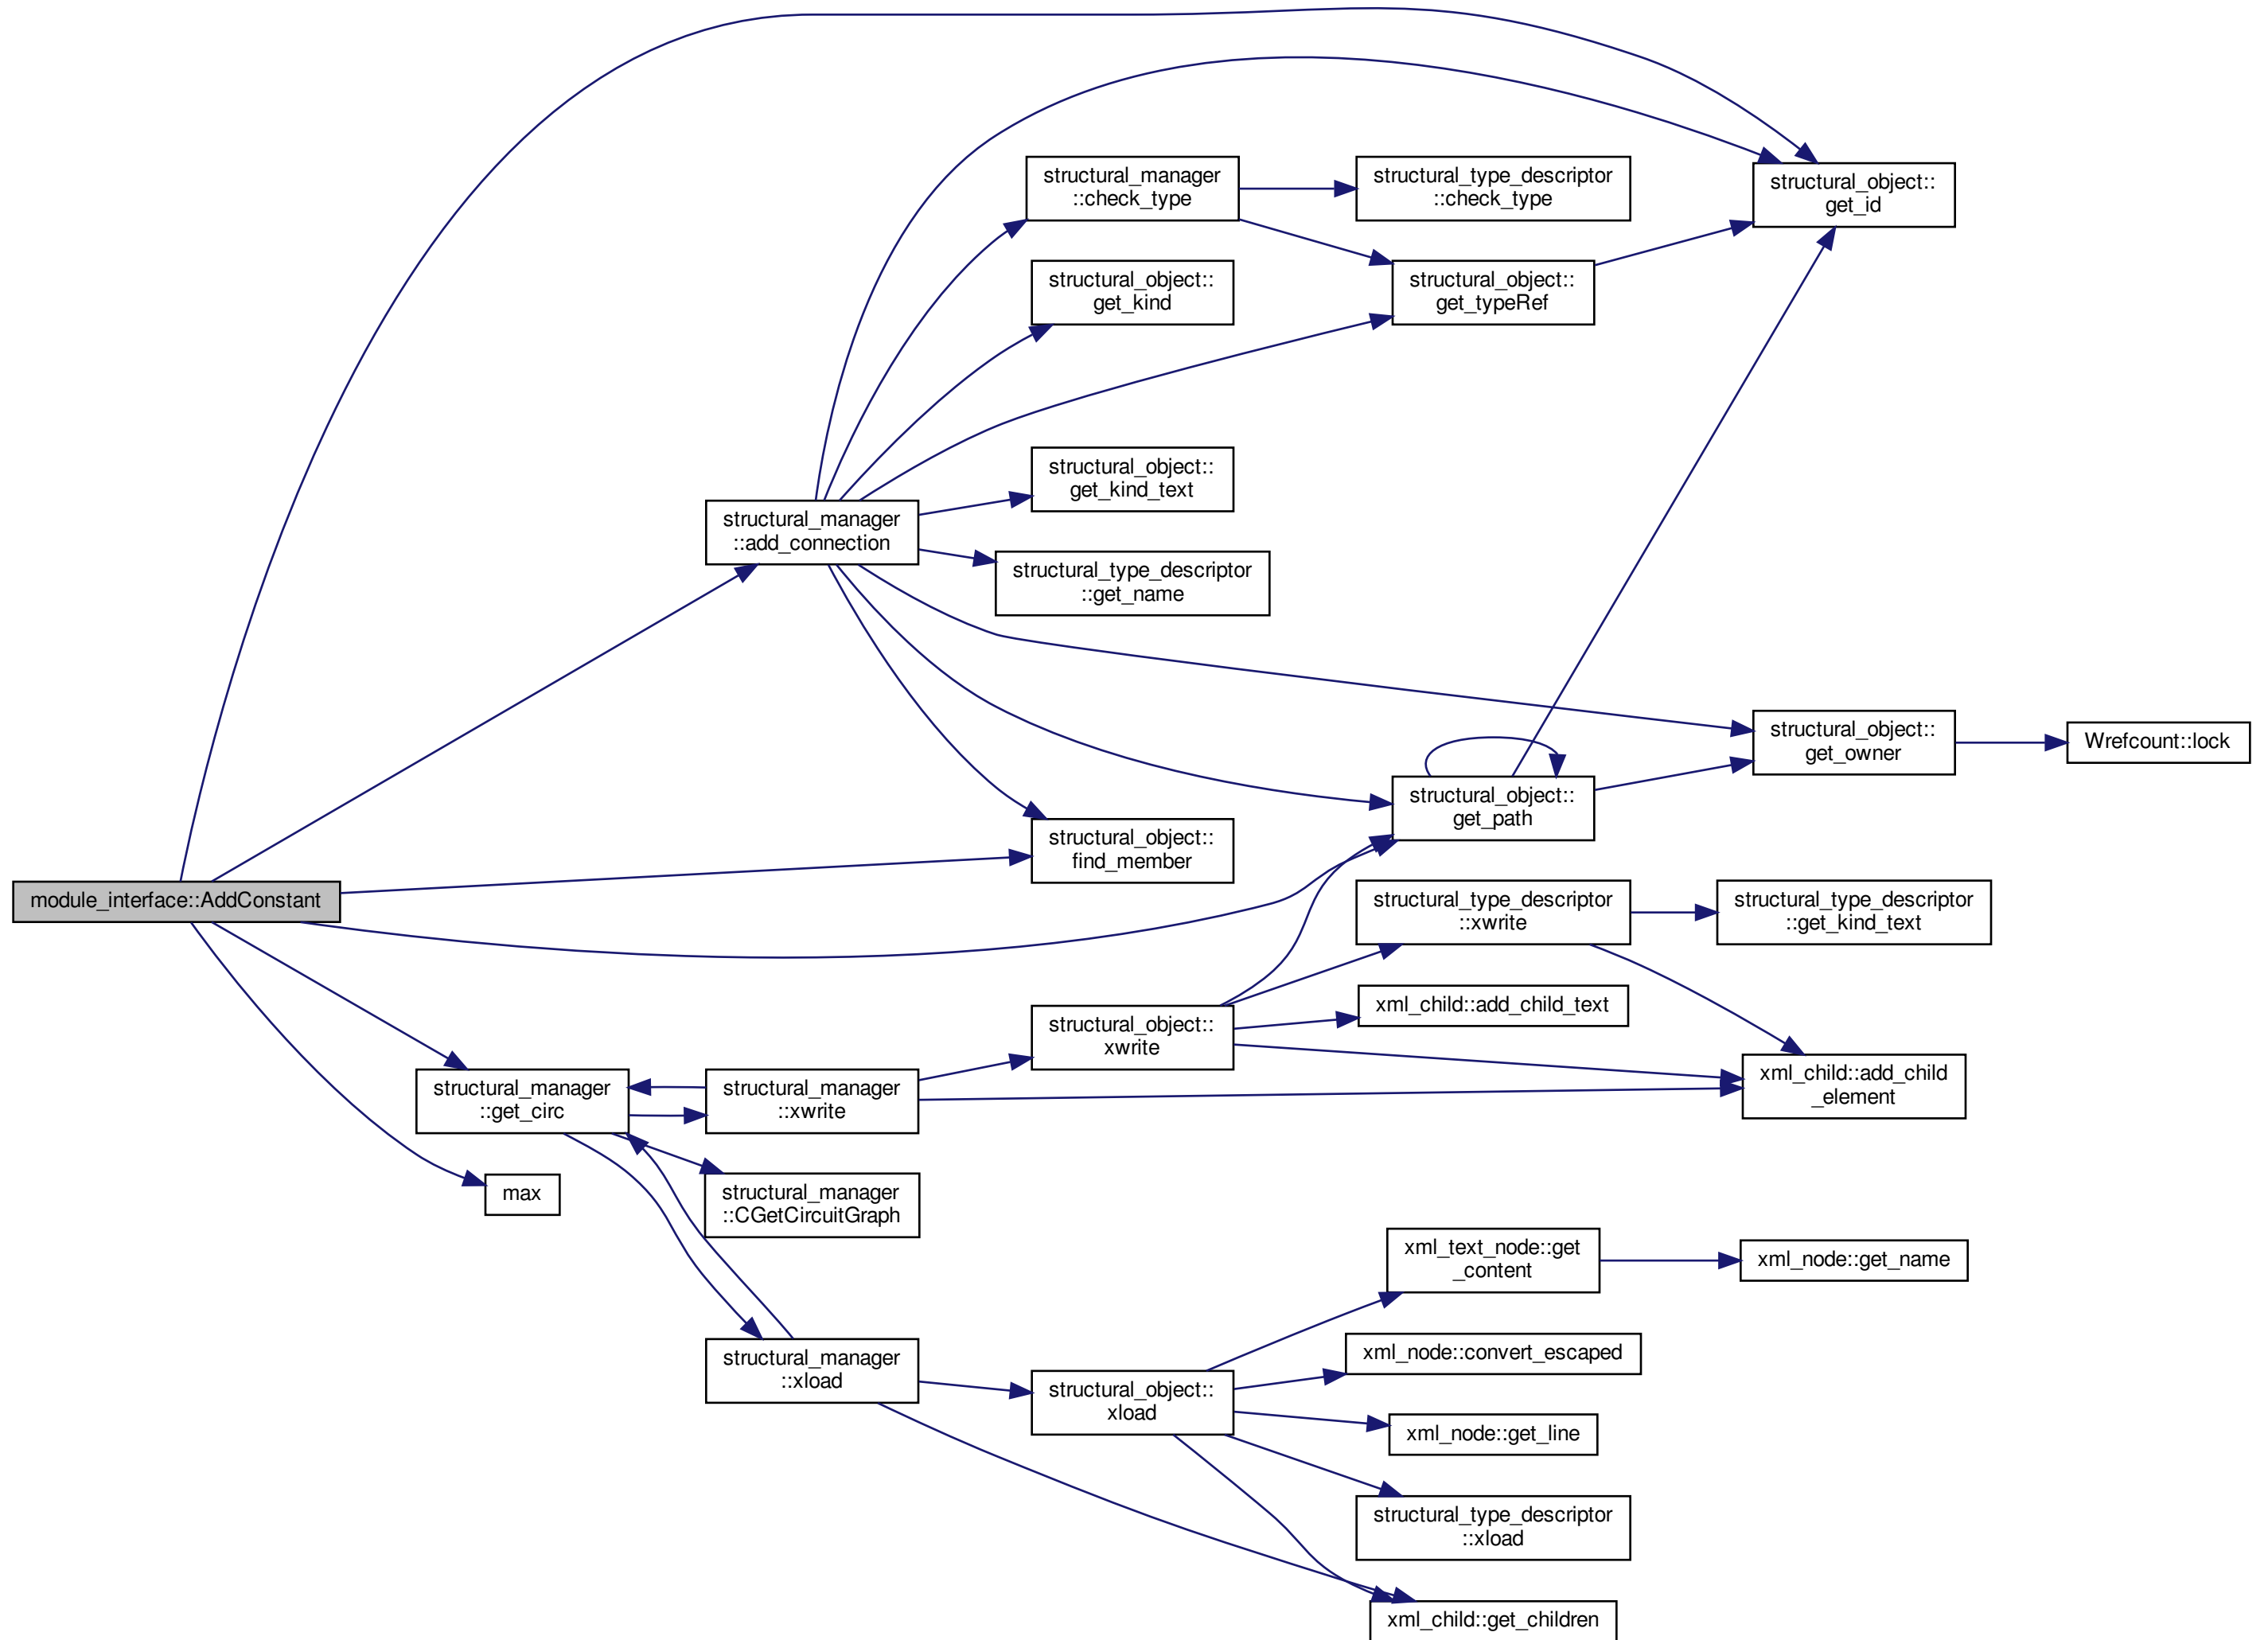 module_interface::AddConstant
structural_manager
::add_connection
structural_manager
::get_circ
max
structural_manager
::xwrite
structural_manager
::CGetCircuitGraph
structural_manager
::xload
structural_manager
::check_type
structural_object::
get_kind
structural_object::
get_kind_text
structural_type_descriptor
::get_name
structural_object::
find_member
structural_object::
xwrite
structural_object::
xload
structural_type_descriptor
::check_type
structural_object::
get_typeRef
structural_object::
get_path
structural_type_descriptor
::xwrite
xml_child::add_child_text
xml_text_node::get
_content
xml_node::convert_escaped
xml_node::get_line
structural_type_descriptor
::xload
xml_child::get_children
structural_object::
get_id
structural_object::
get_owner
structural_type_descriptor
::get_kind_text
xml_child::add_child
_element
xml_node::get_name
Wrefcount::lock